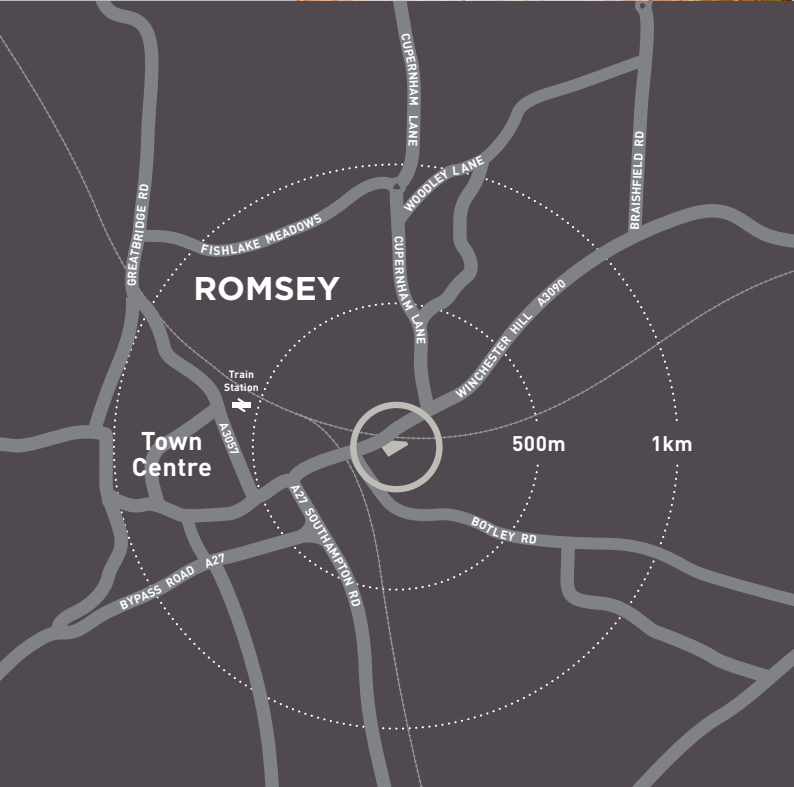 CUPERNHAM LANE
WOODLEY LANE
BRAISHFIELD RD
GREATBRIDGE RD
FISHLAKE MEADOWS
CUPERNHAM LANE
ROMSEY
WINCHESTER HILL A3090
Train
Station
A3057
Town
Centre
500m
1km
A27 SOUTHAMPTON RD
BOTLEY RD
BYPASS ROAD A27